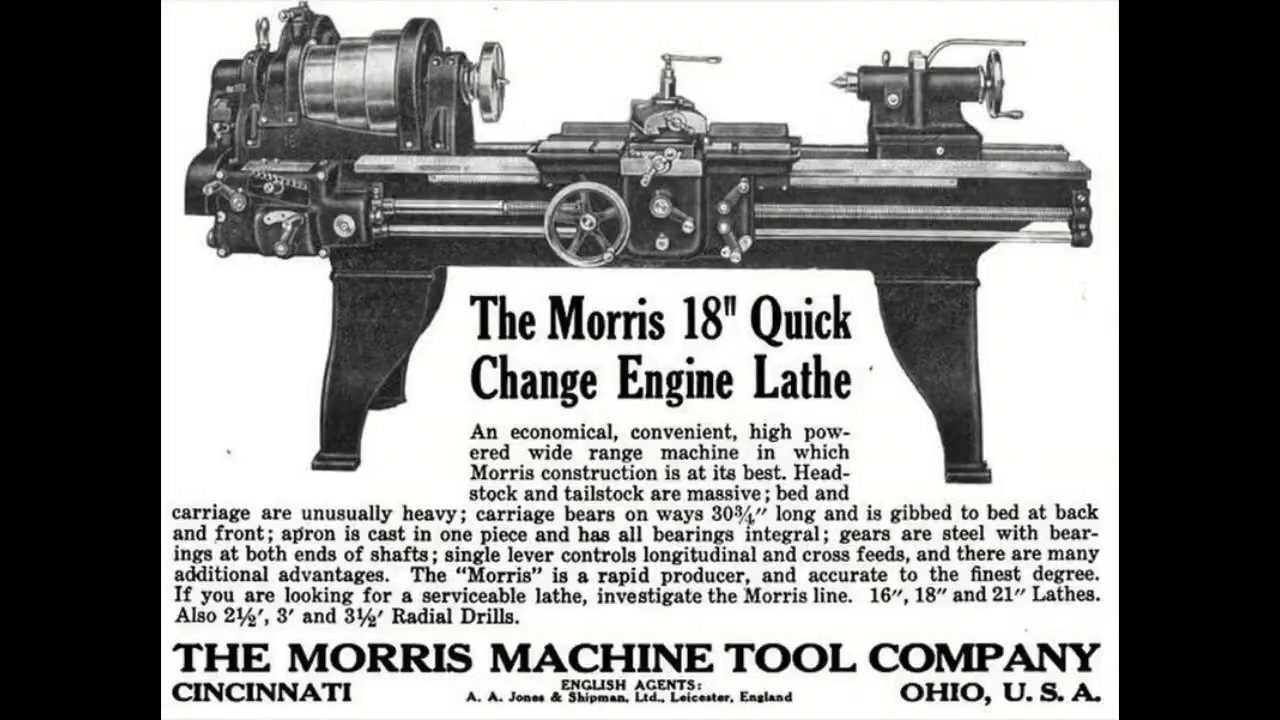 The Morris 18" Quick
Change Engine Lathe
An economical, convenient, high pow-
ered wide range machine in which
Morris construction is at its best. Head-
stock and tailstock are massive; bed and
carriage are unusually heavy; carriage bears on ways 30¾" long and is gibbed to bed at back
and front; apron is cast in one piece and has all bearings integral; gears are steel with bear-
ings at both ends of shafts; single lever controls longitudinal and cross feeds, and there are many
additional advantages. The "Morris" is a rapid producer, and accurate to the finest degree.
If you are looking for a serviceable lathe, investigate the Morris line. 16", 18" and 21" Lathes.
Also 2½', 3' and 3½' Radial Drills.
THE MORRIS MACHINE TOOL COMPANY
CINCINNATI
ENGLISH AGENTS:
A. A. Jones & Shipman, Ltd., Leicester, England
OHIO, U. S. A.